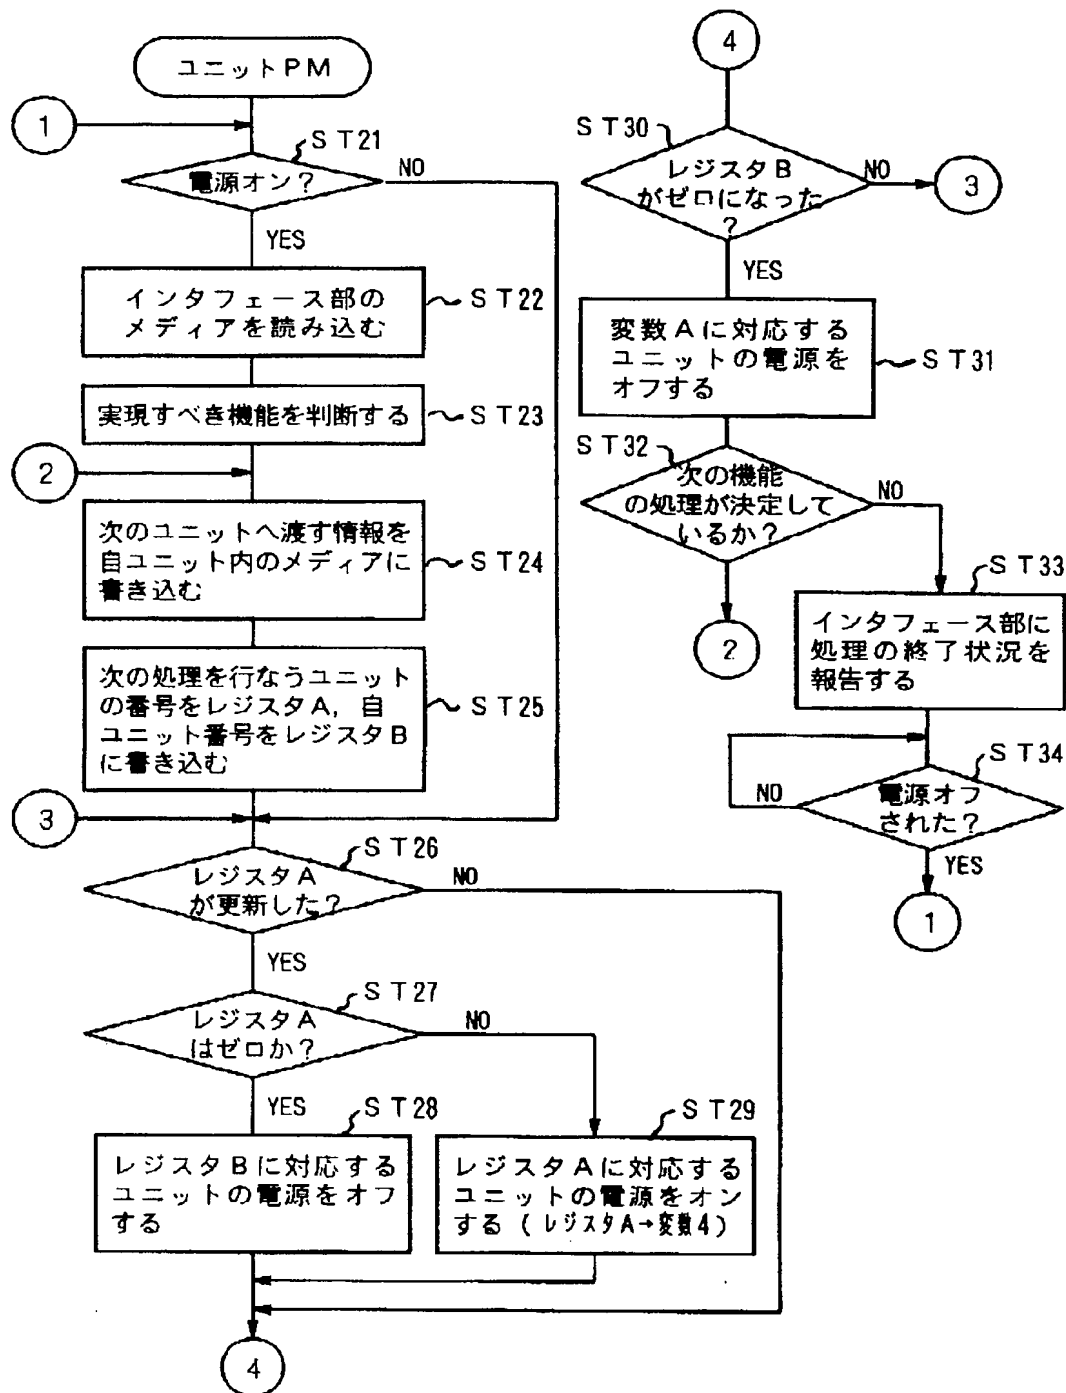 ユニットPM
1
ST21
電源オン?
NO
YES
インタフェース部の
メディアを読み込む
ST22
実現すべき機能を判断する
ST23
2
次のユニットへ渡す情報を
自ユニット内のメディアに
書き込む
ST24
次の処理を行なうユニット
の番号をレジスタA,自
ユニット番号をレジスタB
に書き込む
ST25
3
ST26
レジスタA
が更新した?
NO
YES
ST27
レジスタA
はゼロか?
NO
YES
ST28
レジスタBに対応する
ユニットの電源をオフ
する
ST29
レジスタAに対応する
ユニットの電源をオン
する(レジスタA→変数4)
4
4
ST30
レジスタB
がゼロになった
?
NO
3
YES
変数Aに対応する
ユニットの電源を
オフする
ST31
ST32
次の機能
の処理が決定して
いるか?
NO
2
ST33
インタフェース部に
処理の終了状況を
報告する
ST34
電源オフ
された?
NO
YES
1